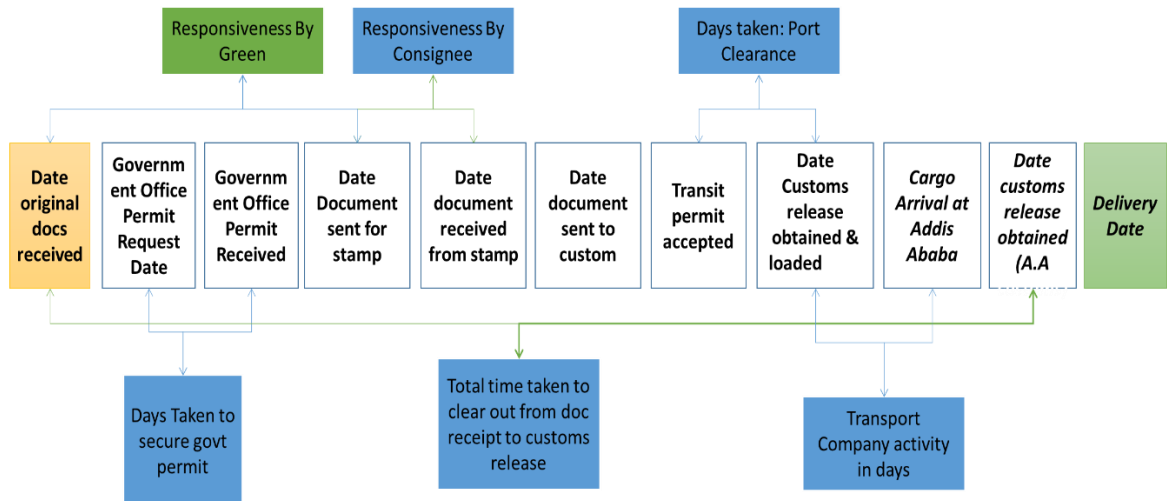 Responsiveness By
Green
Responsiveness By
Consignee
Days taken: Port
Clearance
Date
original
docs
received
Governm
ent Office
Permit
Request
Date
Governm
ent Office
Permit
Received
Date
Document
sent for
stamp
Date
document
received
from stamp
Date
document
sent to
custom
Transit
permit
accepted
Date
Customs
release
obtained &
loaded
Cargo
Arrival at
Addis
Ababa
Date
customs
release
obtained
(A.A
Delivery
Date
Days Taken to
secure govt
permit
Total time taken to
clear out from doc
receipt to customs
release
Transport
Company activity
in days